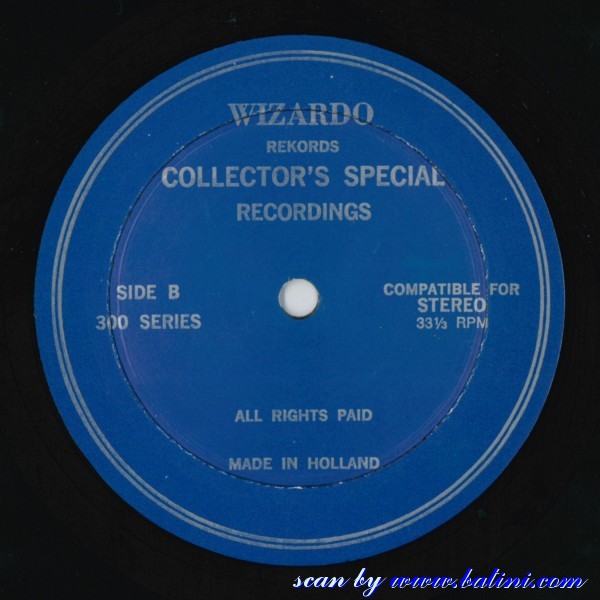 WIZARDO
REKORDS
COLLECTOR'S SPECIAL
RECORDINGS
SIDE B
300 SERIES
COMPATIBLE FOR
STEREO
33⅓ RPM
ALL RIGHTS PAID
MADE IN HOLLAND
scan by www.batini.com